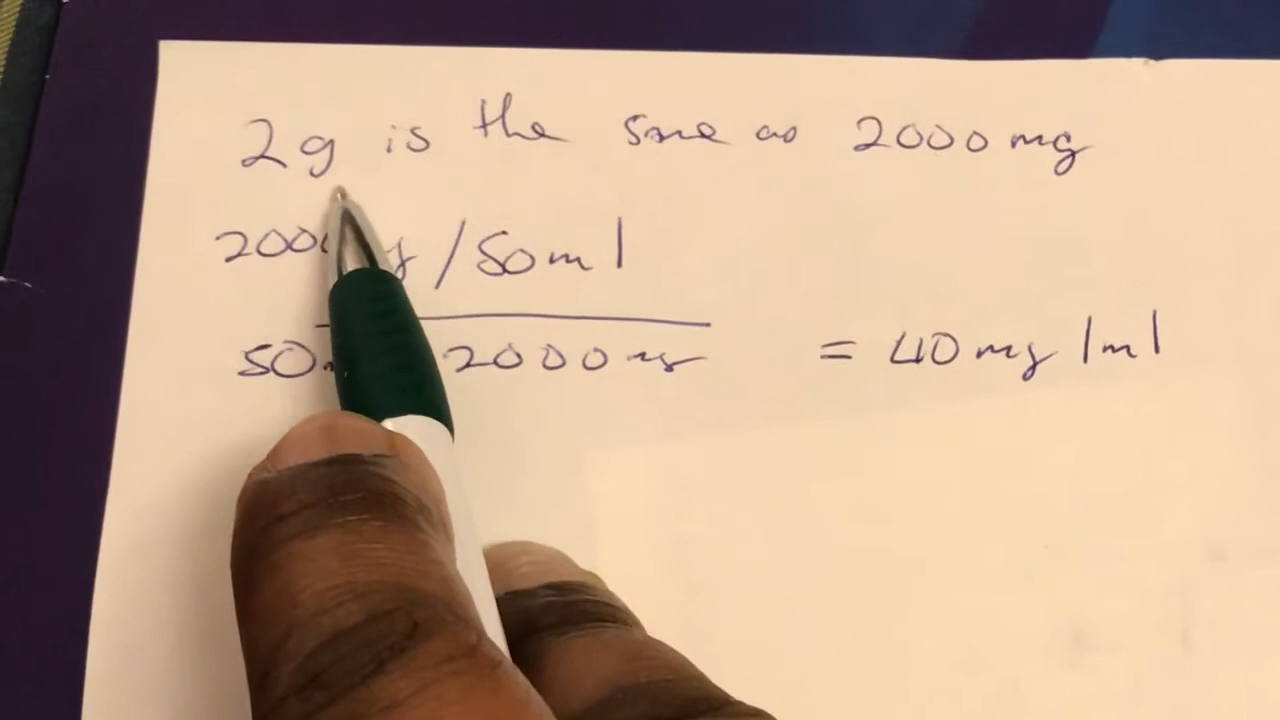 2g is the same as 2000mg
/50ml
2000mg = 40mg/ml